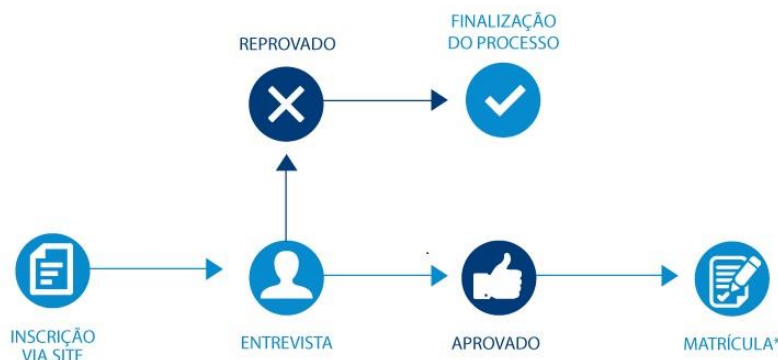 REPROVADO
FINALIZAÇÃO
DO PROCESSO
INSCRIÇÃO
VIA SITE
ENTREVISTA
APROVADO
MATRÍCULA*